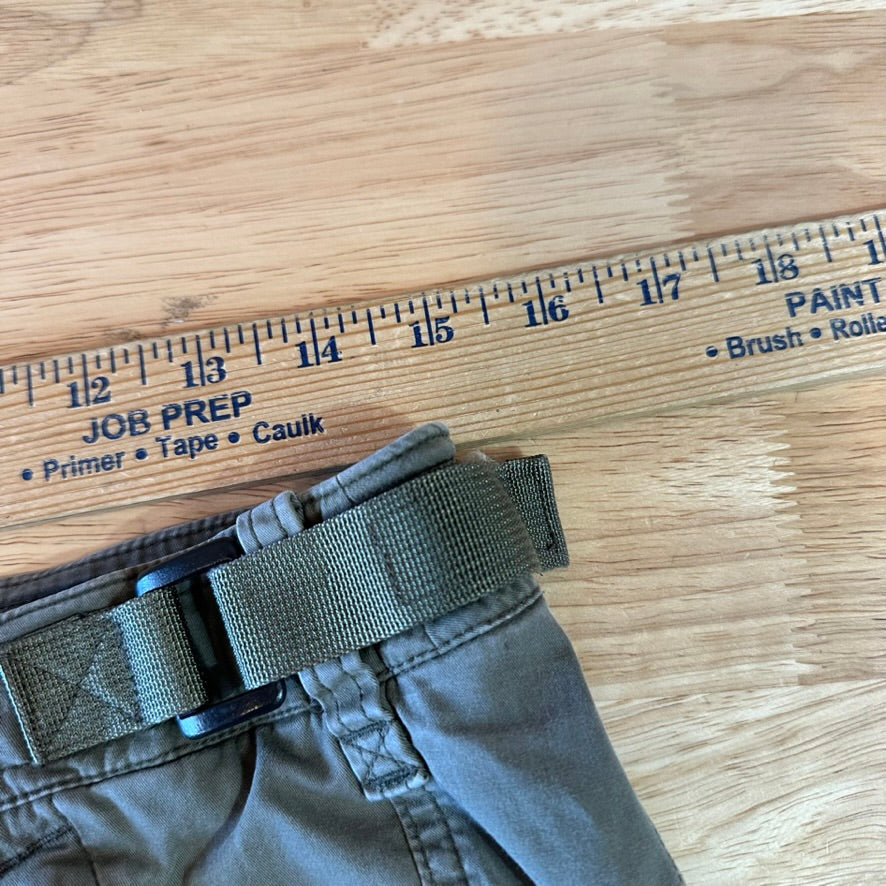 12 13 14 15 16 17 18
JOB PREP
• Primer • Tape • Caulk
PAINT
• Brush • Rolle